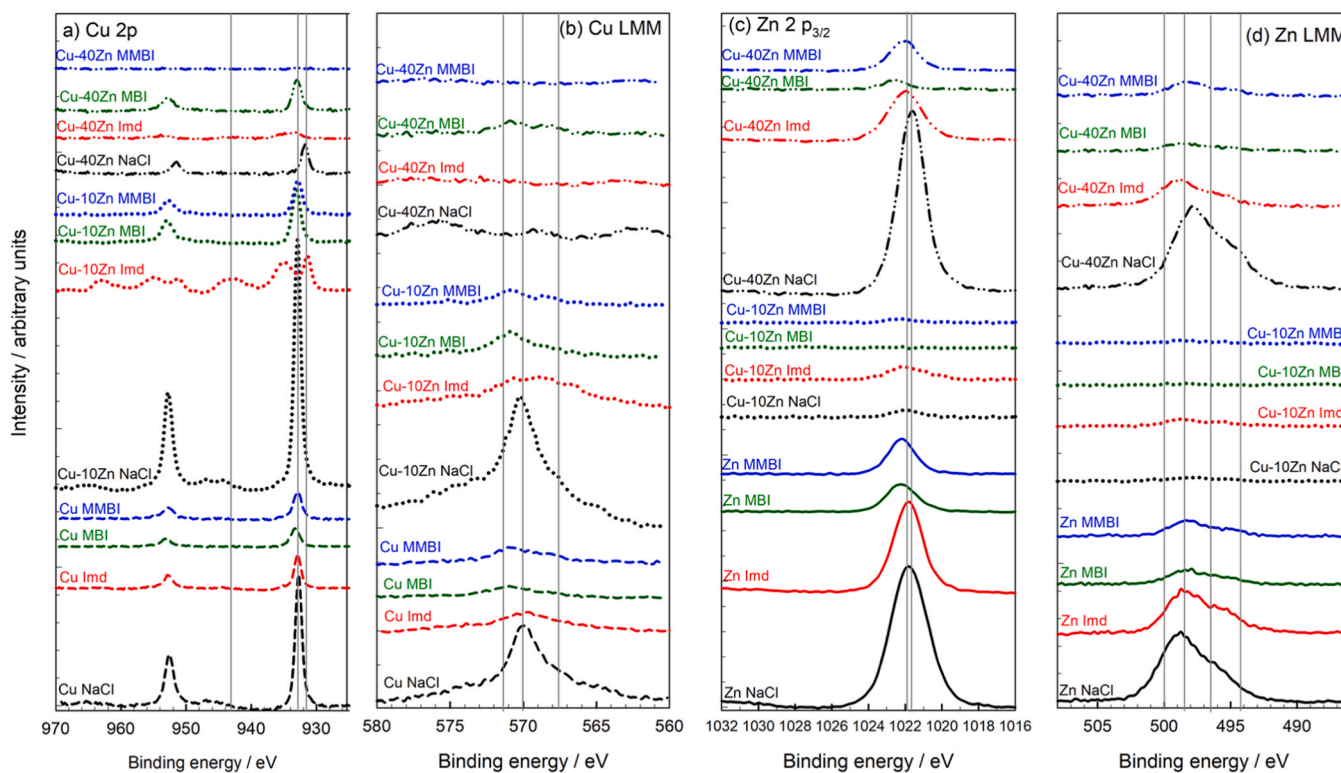 a) Cu 2p
Cu-40Zn MMBI
Cu-40Zn MBI
Cu-40Zn Imd
Cu-40Zn NaCl
Cu-10Zn MMBI
Cu-10Zn MBI
Cu-10Zn Imd
Cu-10Zn NaCl
Cu MMBI
Cu MBI
Cu Imd
Cu NaCl
970 960 950 940 930
Binding energy / eV
Intensity / arbitrary units
(b) Cu LMM
Cu-40Zn MMBI
Cu-40Zn MBI
Cu-40Zn Imd
Cu-40Zn NaCl
Cu-10Zn MMBI
Cu-10Zn MBI
Cu-10Zn Imd
Cu-10Zn NaCl
Cu MMBI
Cu MBI
Cu Imd
Cu NaCl
580 575 570 565 560
Binding energy / eV
(c) Zn 2 p3/2
Cu-40Zn MMBI
Cu-40Zn MBI
Cu-40Zn Imd
Cu-40Zn NaCl
Cu-10Zn MMBI
Cu-10Zn MBI
Cu-10Zn Imd
Cu-10Zn NaCl
Zn MMBI
Zn MBI
Zn Imd
Zn NaCl
1032 1030 1028 1026 1024 1022 1020 1018 1016
Binding energy / eV
(d) Zn LMM
Cu-40Zn MMBI
Cu-40Zn MBI
Cu-40Zn Imd
Cu-40Zn NaCl
Cu-10Zn MMBI
Cu-10Zn MBI
Cu-10Zn Imd
Cu-10Zn NaCl
Zn MMBI
Zn MBI
Zn Imd
Zn NaCl
505 500 495 490
Binding energy / eV